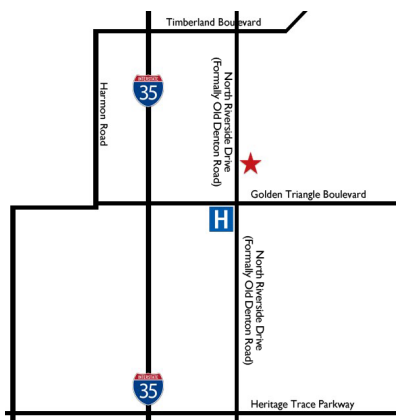 Timberland Boulevard
INTERSTATE
35
Harmon Road
North Riverside Drive
(Formally Old Denton Road)
Golden Triangle Boulevard
H
North Riverside Drive
(Formally Old Denton Road)
INTERSTATE
35
Heritage Trace Parkway